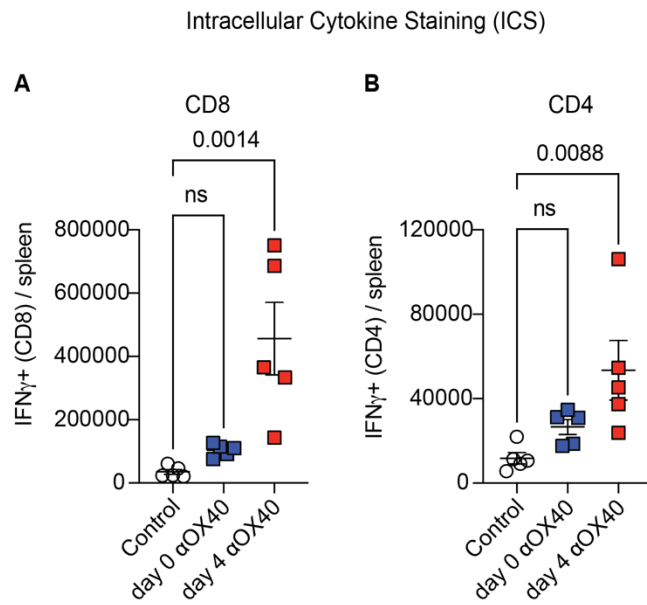 Intracellular Cytokine Staining (ICS)
A
CD8
0.0014
ns
IFNγ+ (CD8) / spleen
800000
600000
400000
200000
0
Control
day 0 αOX40
day 4 αOX40
B
CD4
0.0088
ns
IFNγ+ (CD4) / spleen
120000
80000
40000
0
Control
day 0 αOX40
day 4 αOX40